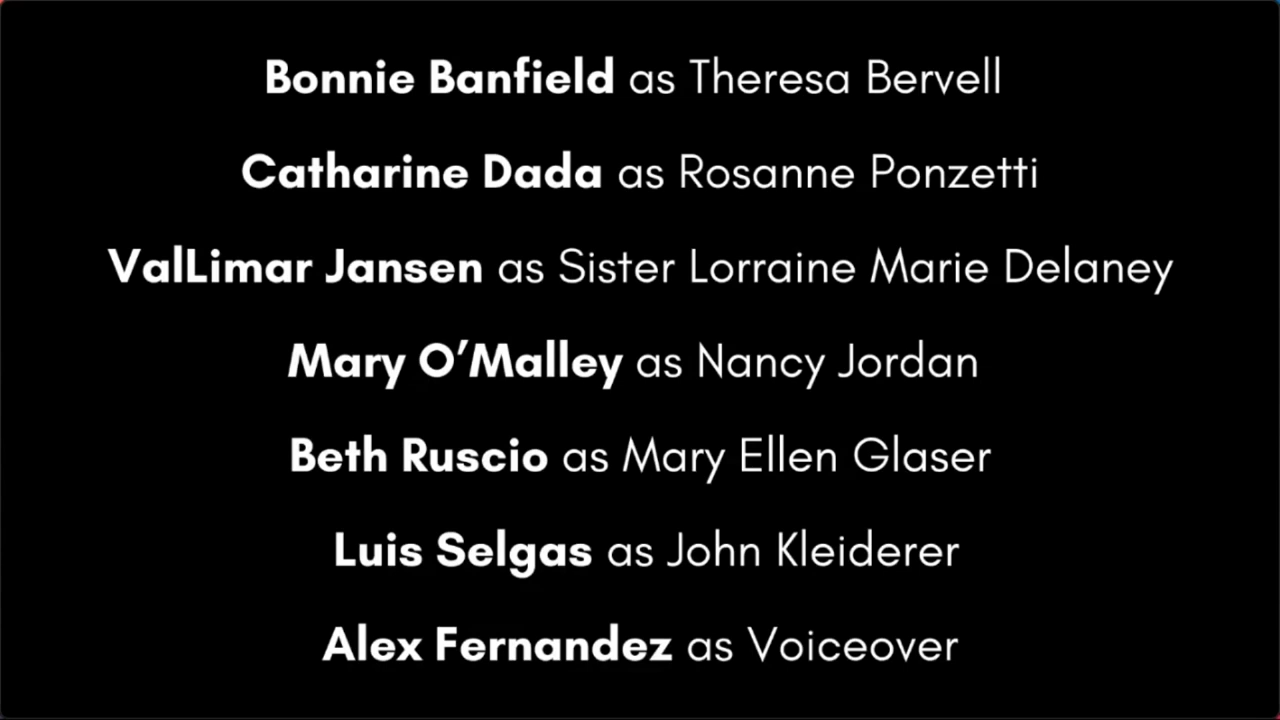 Bonnie Banfield as Theresa Bervell
Catharine Dada as Rosanne Ponzetti
ValLimar Jansen as Sister Lorraine Marie Delaney
Mary O’Malley as Nancy Jordan
Beth Ruscio as Mary Ellen Glaser
Luis Selgas as John Kleiderer
Alex Fernandez as Voiceover